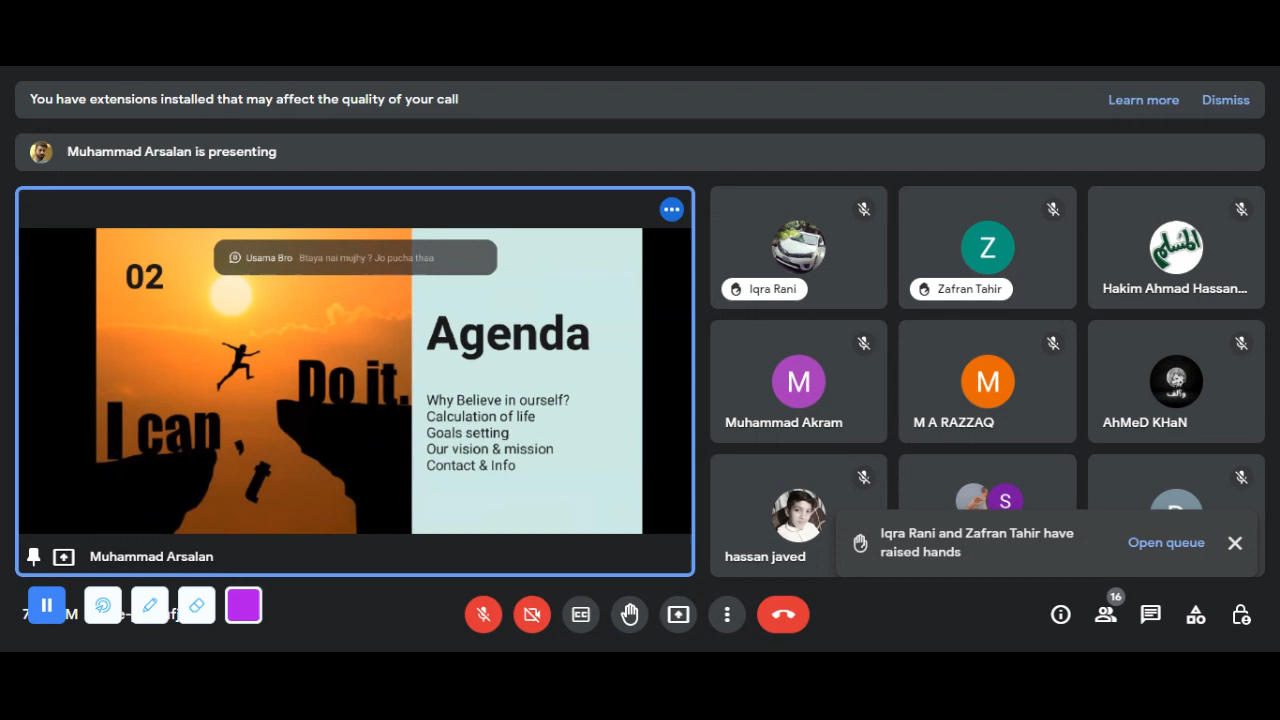 You have extensions installed that may affect the quality of your call
Learn more
Dismiss
Muhammad Arsalan is presenting
02
Usama Bro Btaya nai mujhy ? Jo pucha thaa
I can
Do it.
Agenda
Why Believe in ourself?
Calculation of life
Goals setting
Our vision & mission
Contact & Info
Muhammad Arsalan
Iqra Rani
Z
Zafran Tahir
المسلم
Hakim Ahmad Hassan...
M
Muhammad Akram
M
M A RAZZAQ
AhMeD KHaN
hassan javed
S
Iqra Rani and Zafran Tahir have
raised hands
Open queue
CC
16